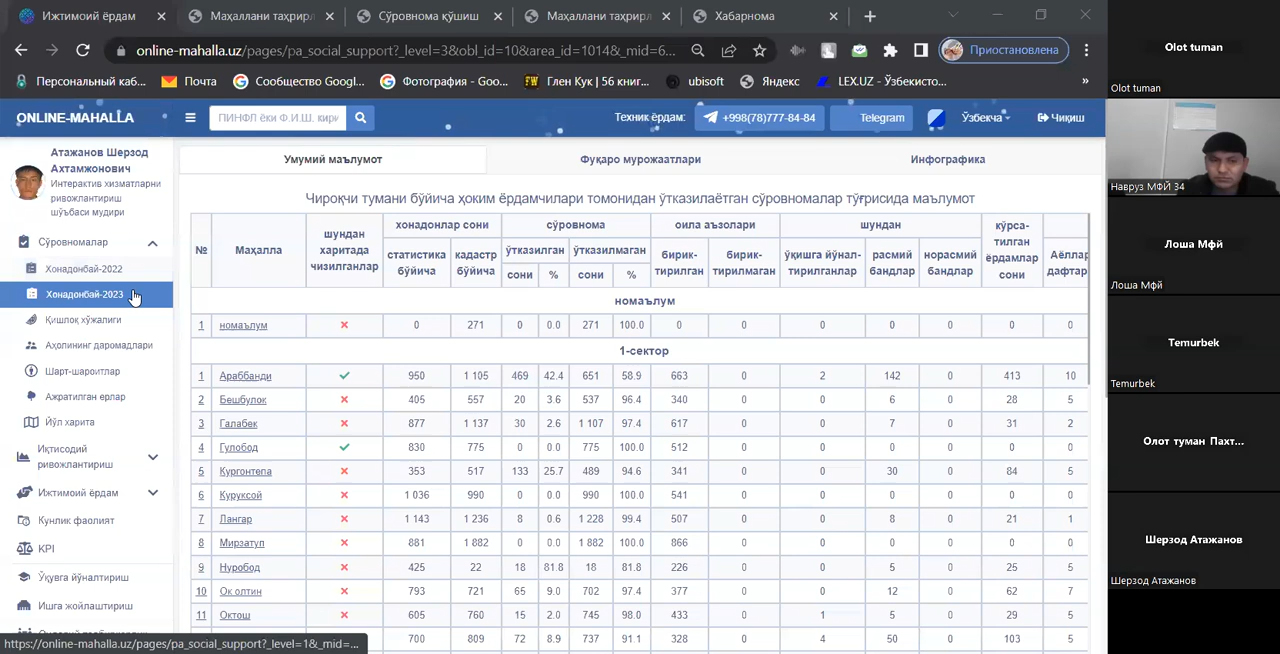 Ижтимоий ёрдам
Маҳаллани таҳрирл
Сўровнома қўшиш
Маҳаллани таҳрирл
Хабарнома
online-mahalla.uz/pages/pa_social_support?_level=3&obl_id=10&area_id=1014&_mid=6...
Приостановлена
Персональный каб...
Почта
Сообщество Googl...
Фотография - Goo...
Глен Кук | 56 книг...
ubisoft
Яндекс
LEX.UZ - Ўзбекисто...
»
ONLINE-MAHALLA
ПИНФЛ ёки Ф.И.Ш. кири
Техник ёрдам:
+998(78)777-84-84
Telegram
Ўзбекча
Чиқиш
Атажанов Шерзод
Ахтамжонович
Интерактив хизматларни
ривожлантириш
шўъбаси мудири
Сўровномалар
Хонадонбай-2022
Хонадонбай-2023
Қишлоқ хўжалиги
Аҳолининг даромадлари
Шарт-шароитлар
Ажратилган ерлар
Йўл харита
Иқтисодий
ривожлантириш
Ижтимоий ёрдам
Кунлик фаолият
KPI
Ўқувга йўналтириш
Ишга жойлаштириш
https://online-mahalla.uz/pages/pa_social_support?_level=1&_mid=...
Умумий маълумот
Фуқаро мурожаатлари
Инфографика
Чироқчи тумани бўйича ҳоким ёрдамчилари томонидан ўтказилаётган сўровномалар тўғрисида маълумот
№
Маҳалла
шундан
харитада
чизилганлар
хонадонлар сони
статистика
бўйича
кадастр
бўйича
сўровнома
ўтказилган
ўтказилмаган
сони % сони %
оила аъзолари
бирик-
тирилган
бирик-
тирилмаган
шундан
ўқишга йўнал-
тирилганлар
расмий
бандлар
норасмий
бандлар
кўрса-
тилган
ёрдамлар
сони
Аёллар
дафтар
номаълум
1 номаълум 0 271 0 0.0 271 100.0 0 0 0 0 0 0 0
1-сектор
1 Араббанди 950 1 105 469 42.4 651 58.9 663 0 2 142 0 413 10
2 Бешбулок 405 557 20 3.6 537 96.4 340 0 0 6 0 28 5
3 Галабек 877 1 137 30 2.6 1 107 97.4 617 0 0 7 0 31 2
4 Гулобод 830 775 0 0.0 775 100.0 512 0 0 0 0 0 0
5 Кургонтепа 353 517 133 25.7 489 94.6 341 0 0 30 0 84 5
6 Куруксой 1 036 990 0 0.0 990 100.0 541 0 0 0 0 0 0
7 Лангар 1 143 1 236 8 0.6 1 228 99.4 507 0 0 8 0 21 1
8 Мирзатуп 881 1 882 0 0.0 1 882 100.0 866 0 0 0 0 0 0
9 Нуробод 425 22 18 81.8 18 81.8 226 0 0 5 0 25 5
10 Ок олтин 793 721 65 9.0 702 97.4 377 0 0 12 0 62 7
11 Октош 605 760 15 2.0 745 98.0 433 0 1 5 0 29 5
700 809 72 8.9 737 91.1 328 0 4 50 0 103 5
Olot tuman
Olot tuman
Навруз МФЙ 34
Лоша Мфй
Лоша Мфй
Temurbek
Temurbek
Олот туман Пахт...
Шерзод Атажанов
Шерзод Атажанов